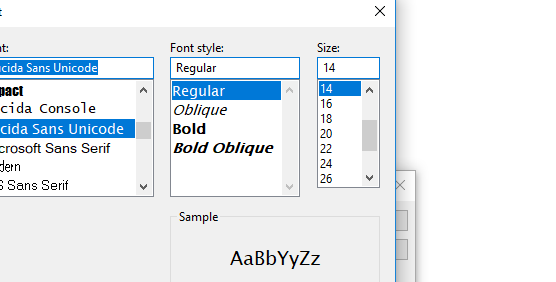 t
nt:
Font style:
Size:
cida Sans Unicode
Regular
14
pact
cida Console
cida Sans Unicode
crosoft Sans Serif
dern
S Sans Serif
Regular
Oblique
Bold
Bold Oblique
14
16
18
20
22
24
26
Sample
AaBbYyZz